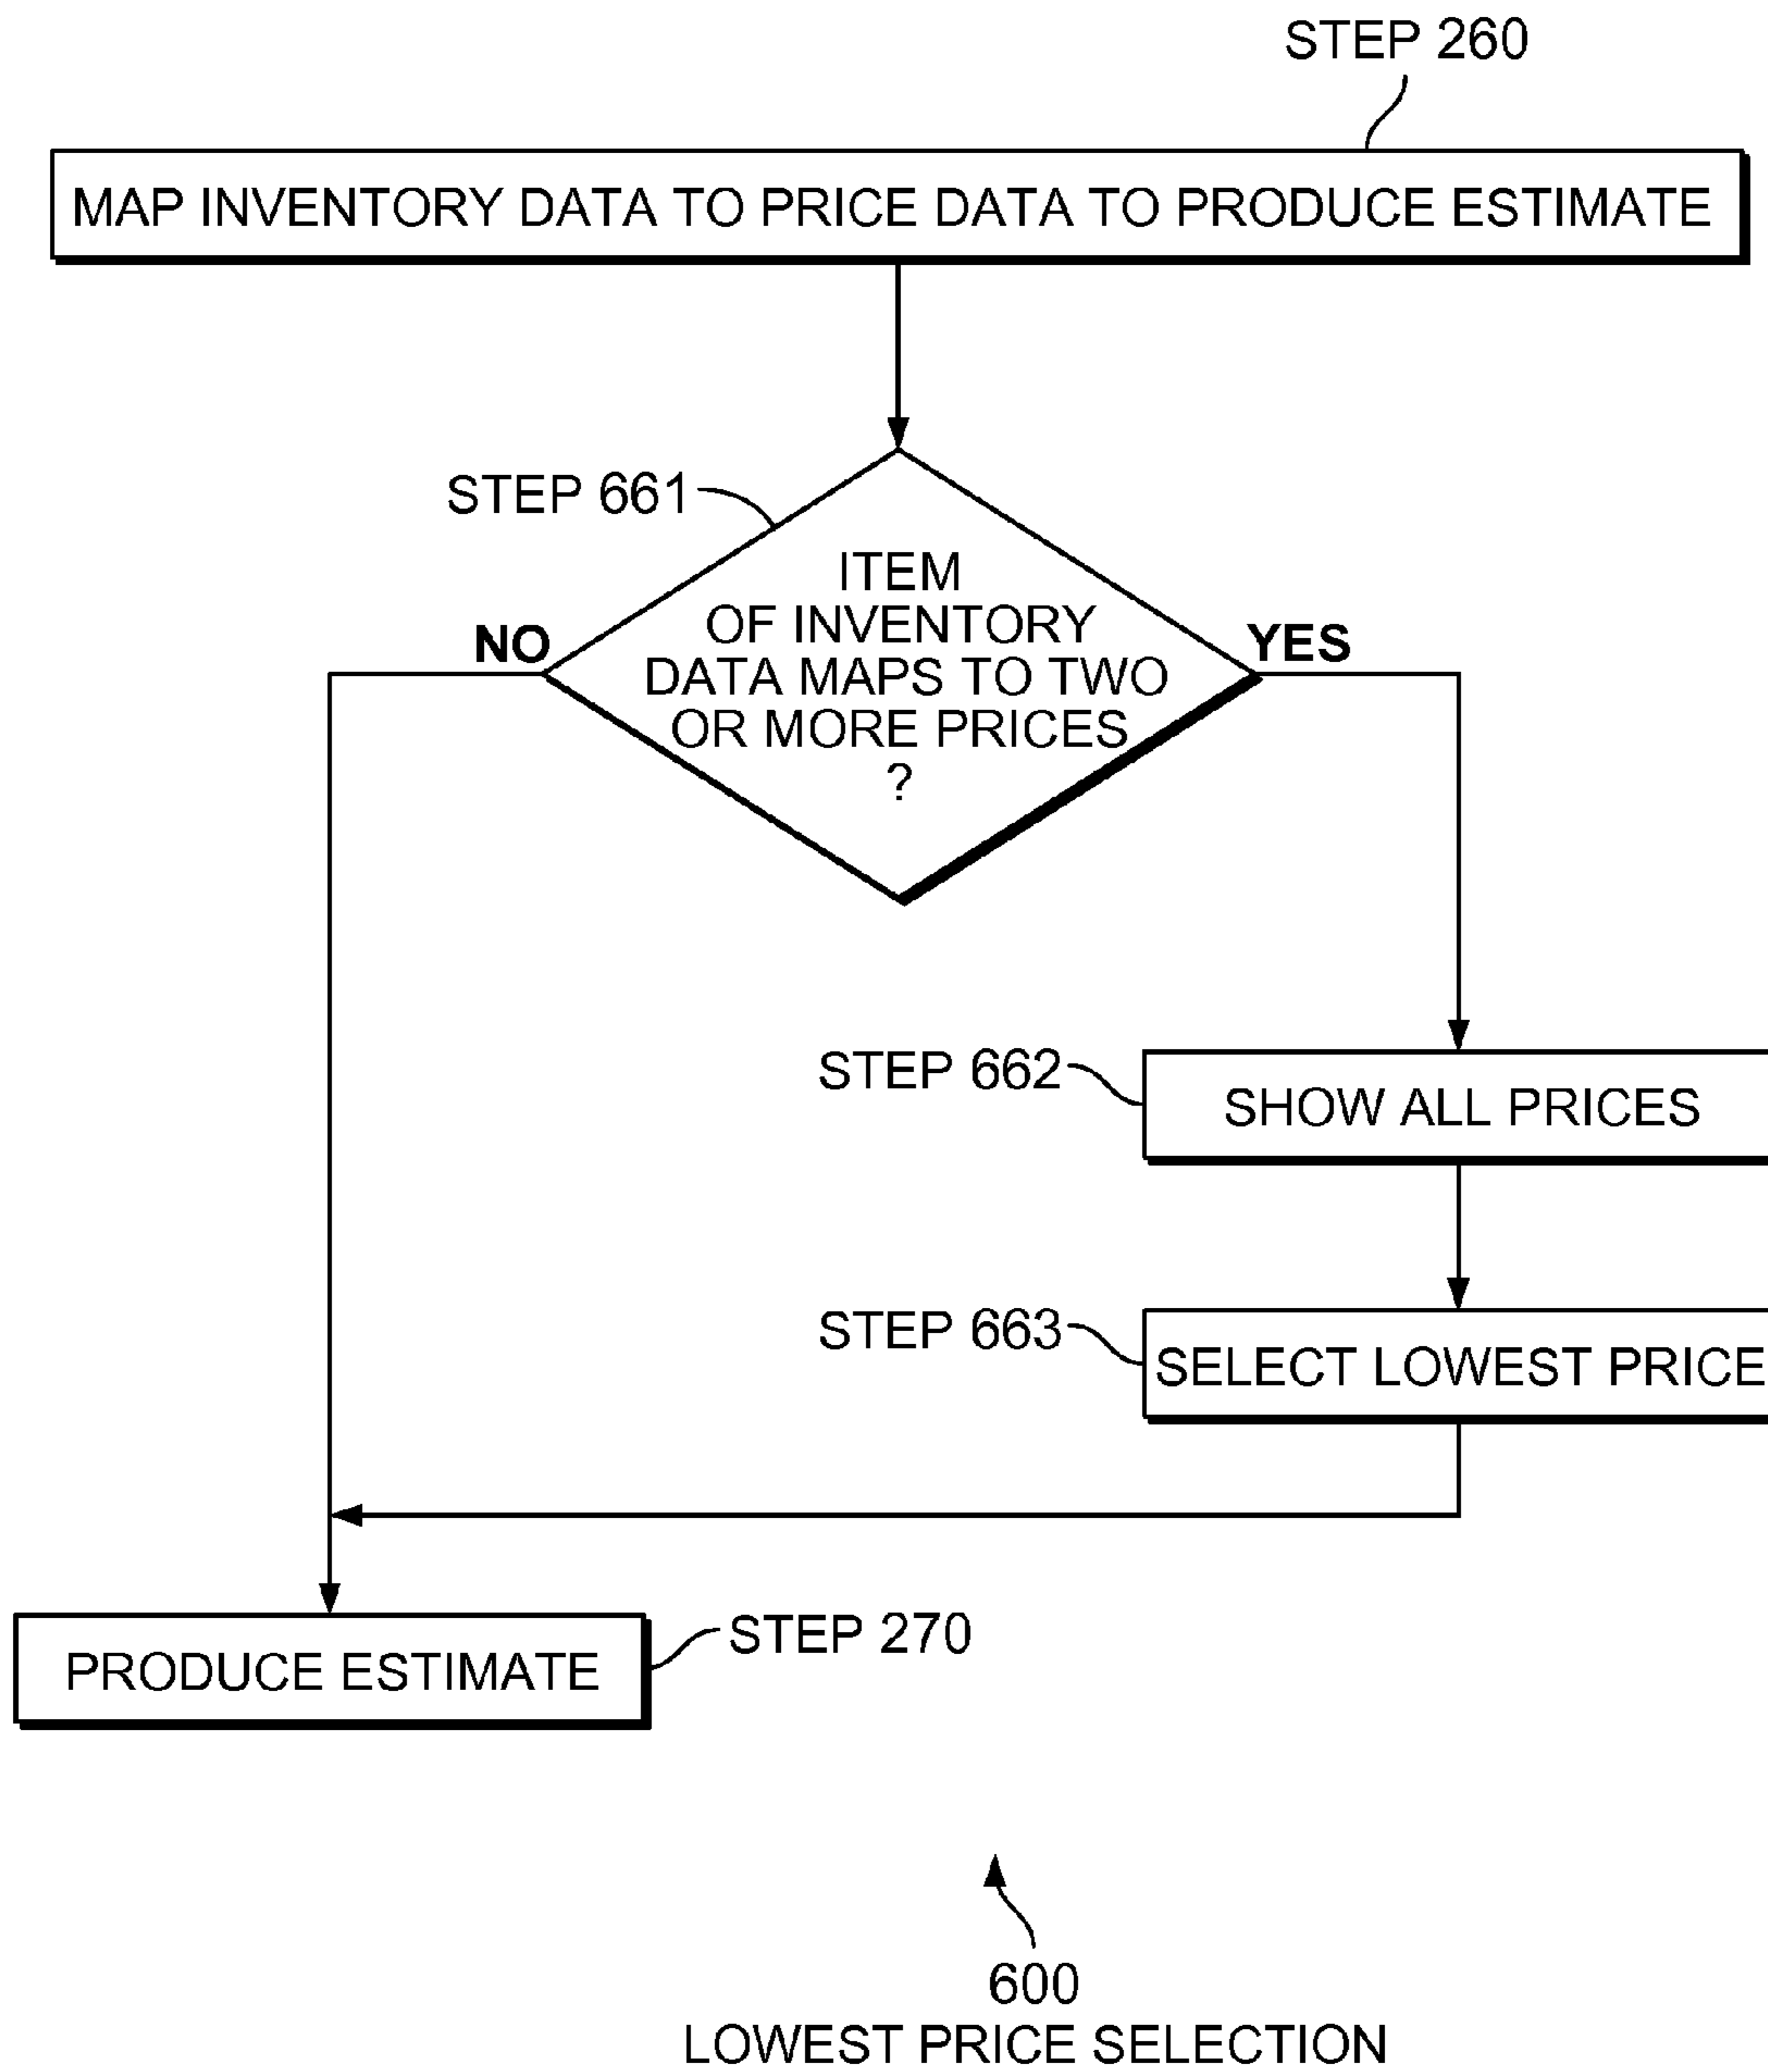 STEP 260
MAP INVENTORY DATA TO PRICE DATA TO PRODUCE ESTIMATE
STEP 661
ITEM
OF INVENTORY
DATA MAPS TO TWO
OR MORE PRICES
?
NO
YES
STEP 662
SHOW ALL PRICES
STEP 663
SELECT LOWEST PRICE
PRODUCE ESTIMATE
STEP 270
600
LOWEST PRICE SELECTION